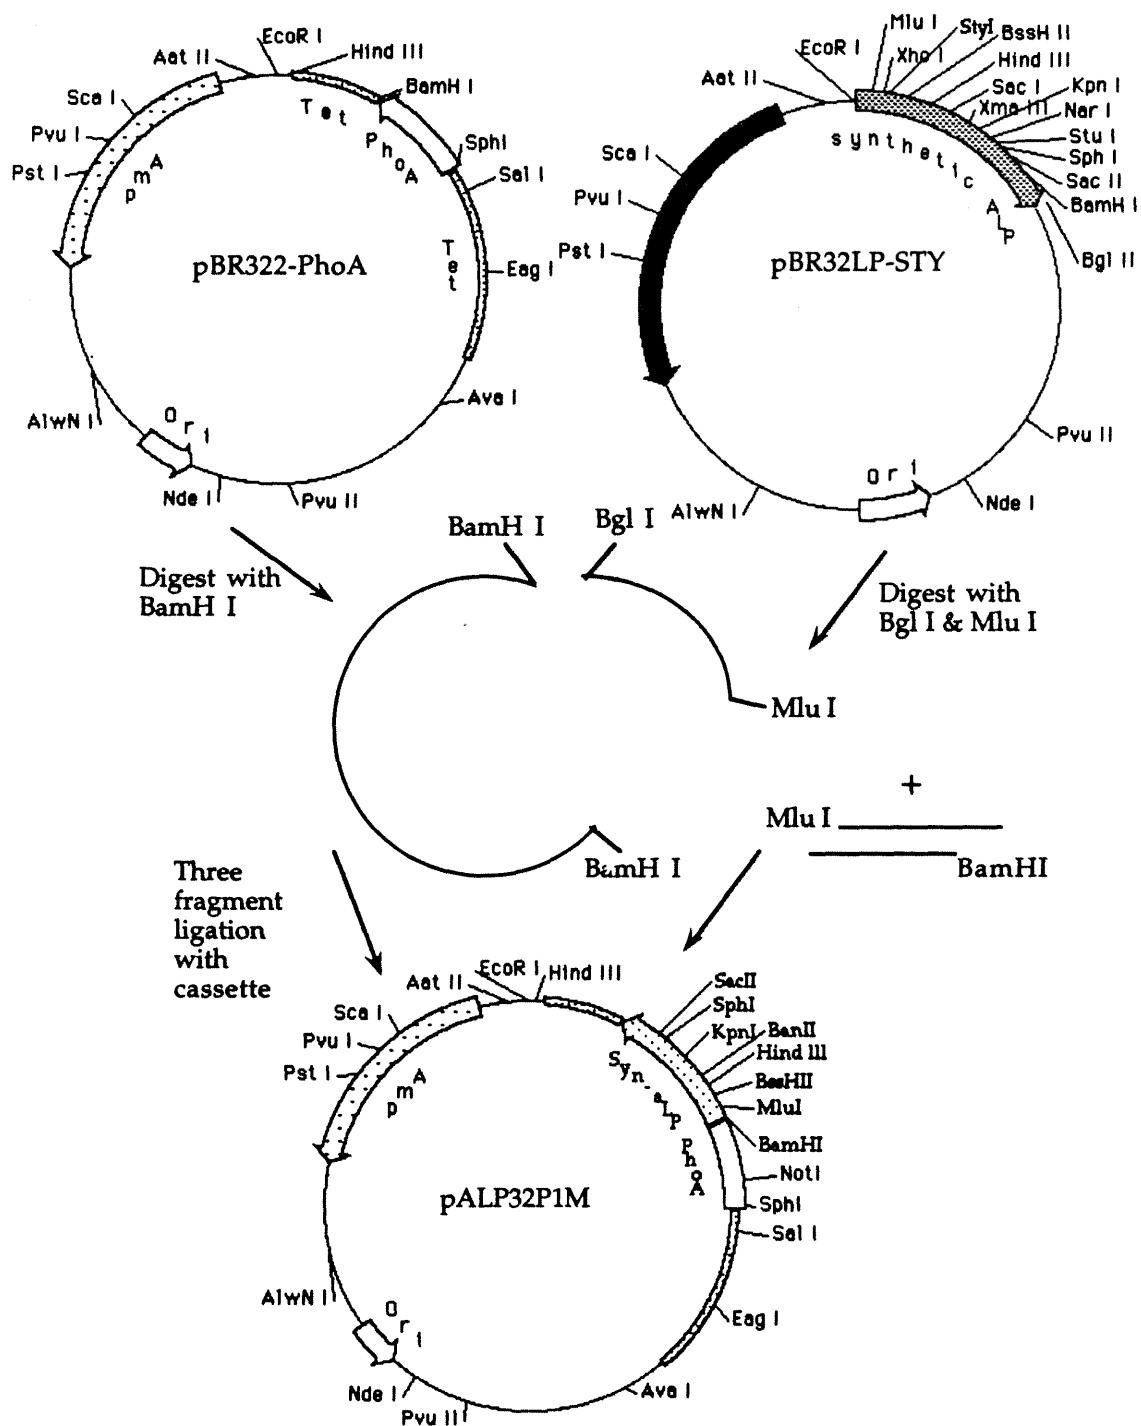 EcoR I
Aat II
Hind III
Sca I
BamH I
Pvu I
Tet
PhoA
Pst I
SphI
pmA
Sal I
pBR322-PhoA
Tet
Eag I
AlwN I
Ori
Ava I
Nde I
Pvu II
Mlu I
StyI
EcoR I
Xho I
BssH II
Aat II
Hind III
Sac I
Kpn I
Xma III
Nar I
synthetic ALP
Stu I
Sca I
Sph I
Sac II
Pvu I
BamH I
Pst I
pBR32LP-STY
Bgl II
Pvu II
Ori
AlwN I
Nde I
BamH I
Bgl I
Digest with
BamH I
Digest with
Bgl I & Mlu I
Mlu I
+
Mlu I
BamH I
BamHI
Three
fragment
ligation
with
cassette
EcoR I
Hind III
Aat II
SacII
Sca I
SphI
Pvu I
KpnI
BanII
Pst I
Hind III
pmA
Syn-aLP
BssHII
MluI
BamHI
PhoA
NotI
pALP32P1M
SphI
Sal I
AlwN I
Ori
Eag I
Nde I
Ava I
Pvu II